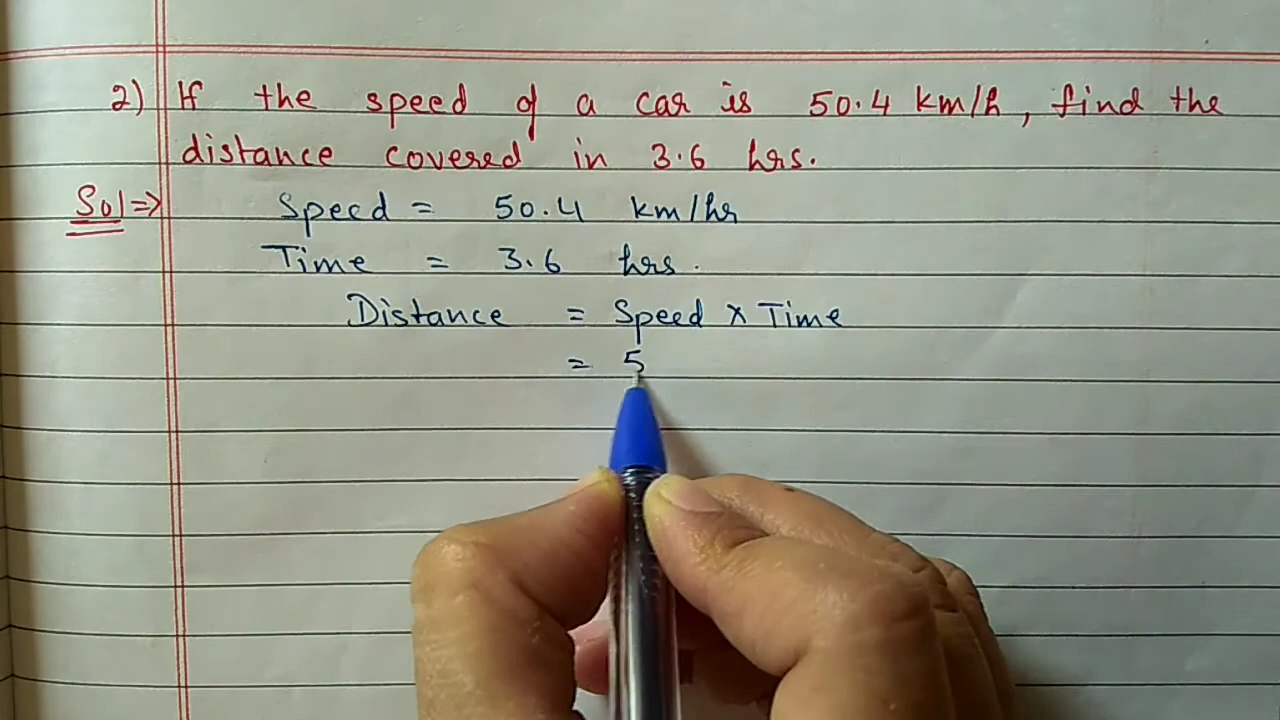 2) If the speed of a car is 50.4 km/h, find the
distance covered in 3.6 hrs.
Sol⇒ Speed = 50.4 km/hr
Time = 3.6 hrs.
Distance = Speed × Time
= 5